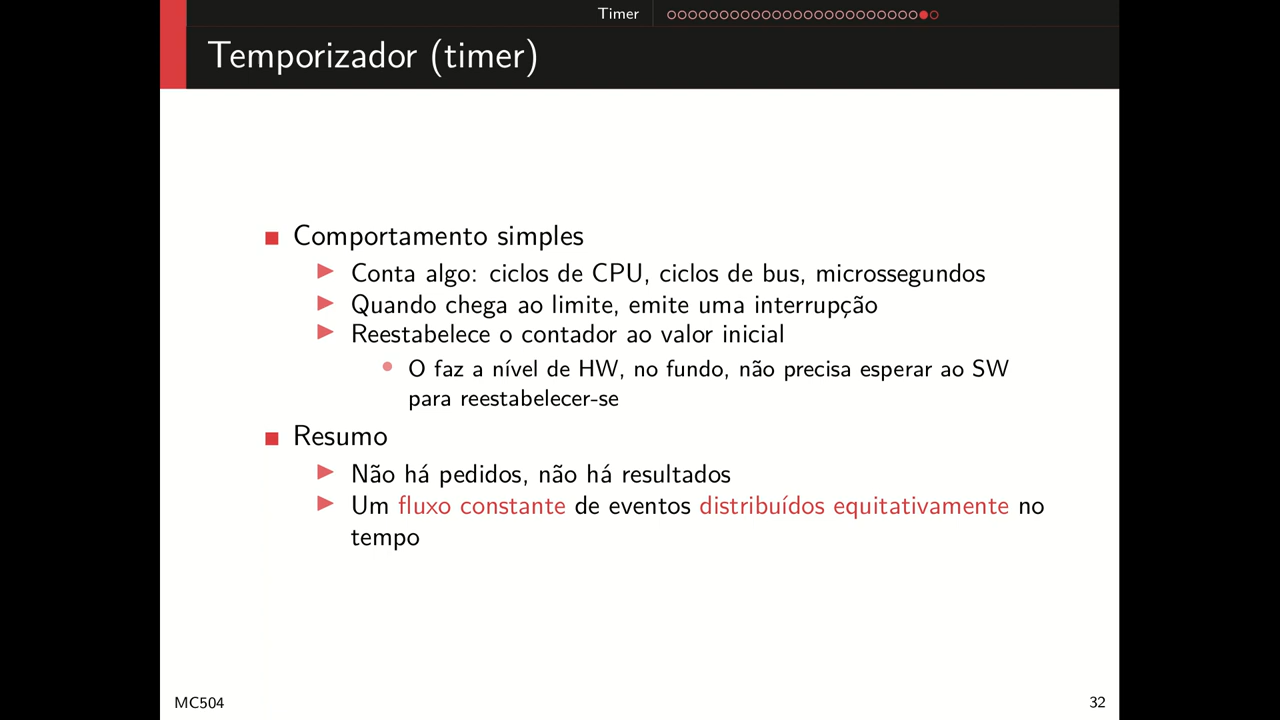 Timer
Temporizador (timer)
Comportamento simples
Conta algo: ciclos de CPU, ciclos de bus, microssegundos
Quando chega ao limite, emite uma interrupção
Reestabelece o contador ao valor inicial
O faz a nível de HW, no fundo, não precisa esperar ao SW
para reestabelecer-se
Resumo
Não há pedidos, não há resultados
Um fluxo constante de eventos distribuídos equitativamente no
tempo
MC504
32